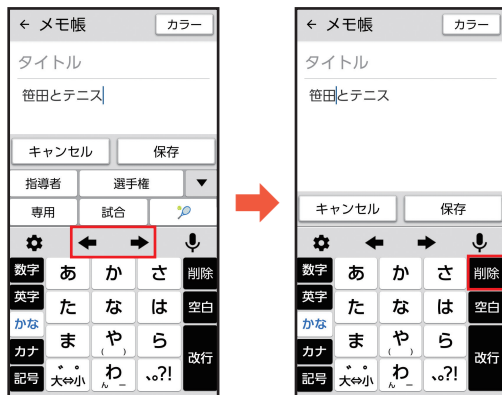 ← メモ帳 カラー
タイトル
笹田とテニス
キャンセル 保存
指導者 選手権 ▼
専用 試合
数字 あ か さ 削除
英字 た な は 空白
かな
カナ ま や ( ) ら 改行
記号 大⇔小 わ ん ー 、。?!
← メモ帳 カラー
タイトル
笹田とテニス
キャンセル 保存
数字 あ か さ 削除
英字 た な は 空白
かな
カナ ま や ( ) ら 改行
記号 大⇔小 わ ん ー 、。?!